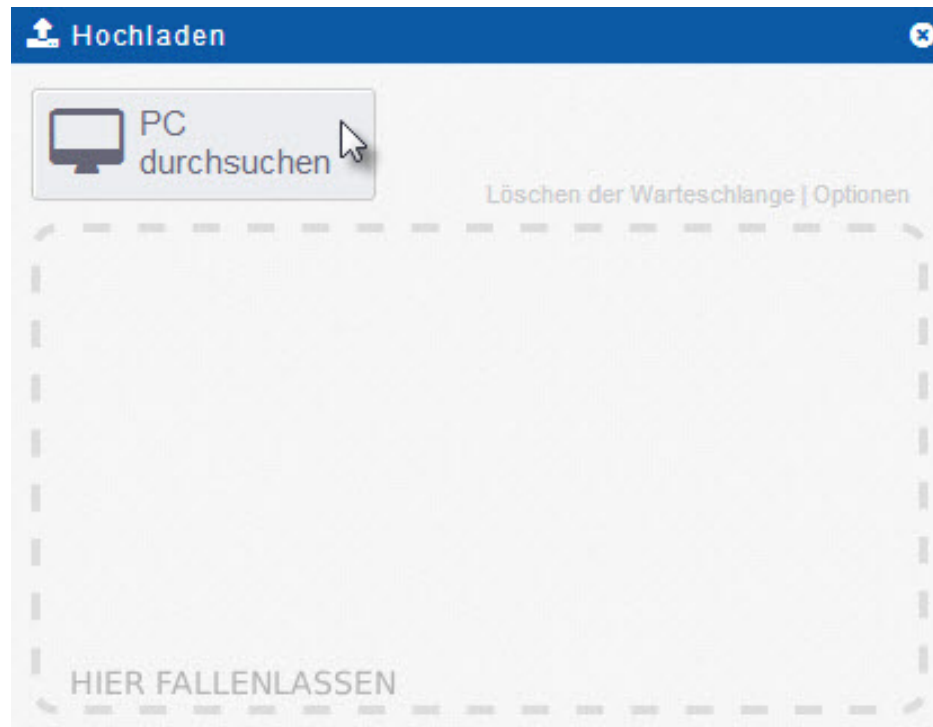 Hochladen
PC
durchsuchen
Löschen der Warteschlange | Optionen
HIER FALLENLASSEN